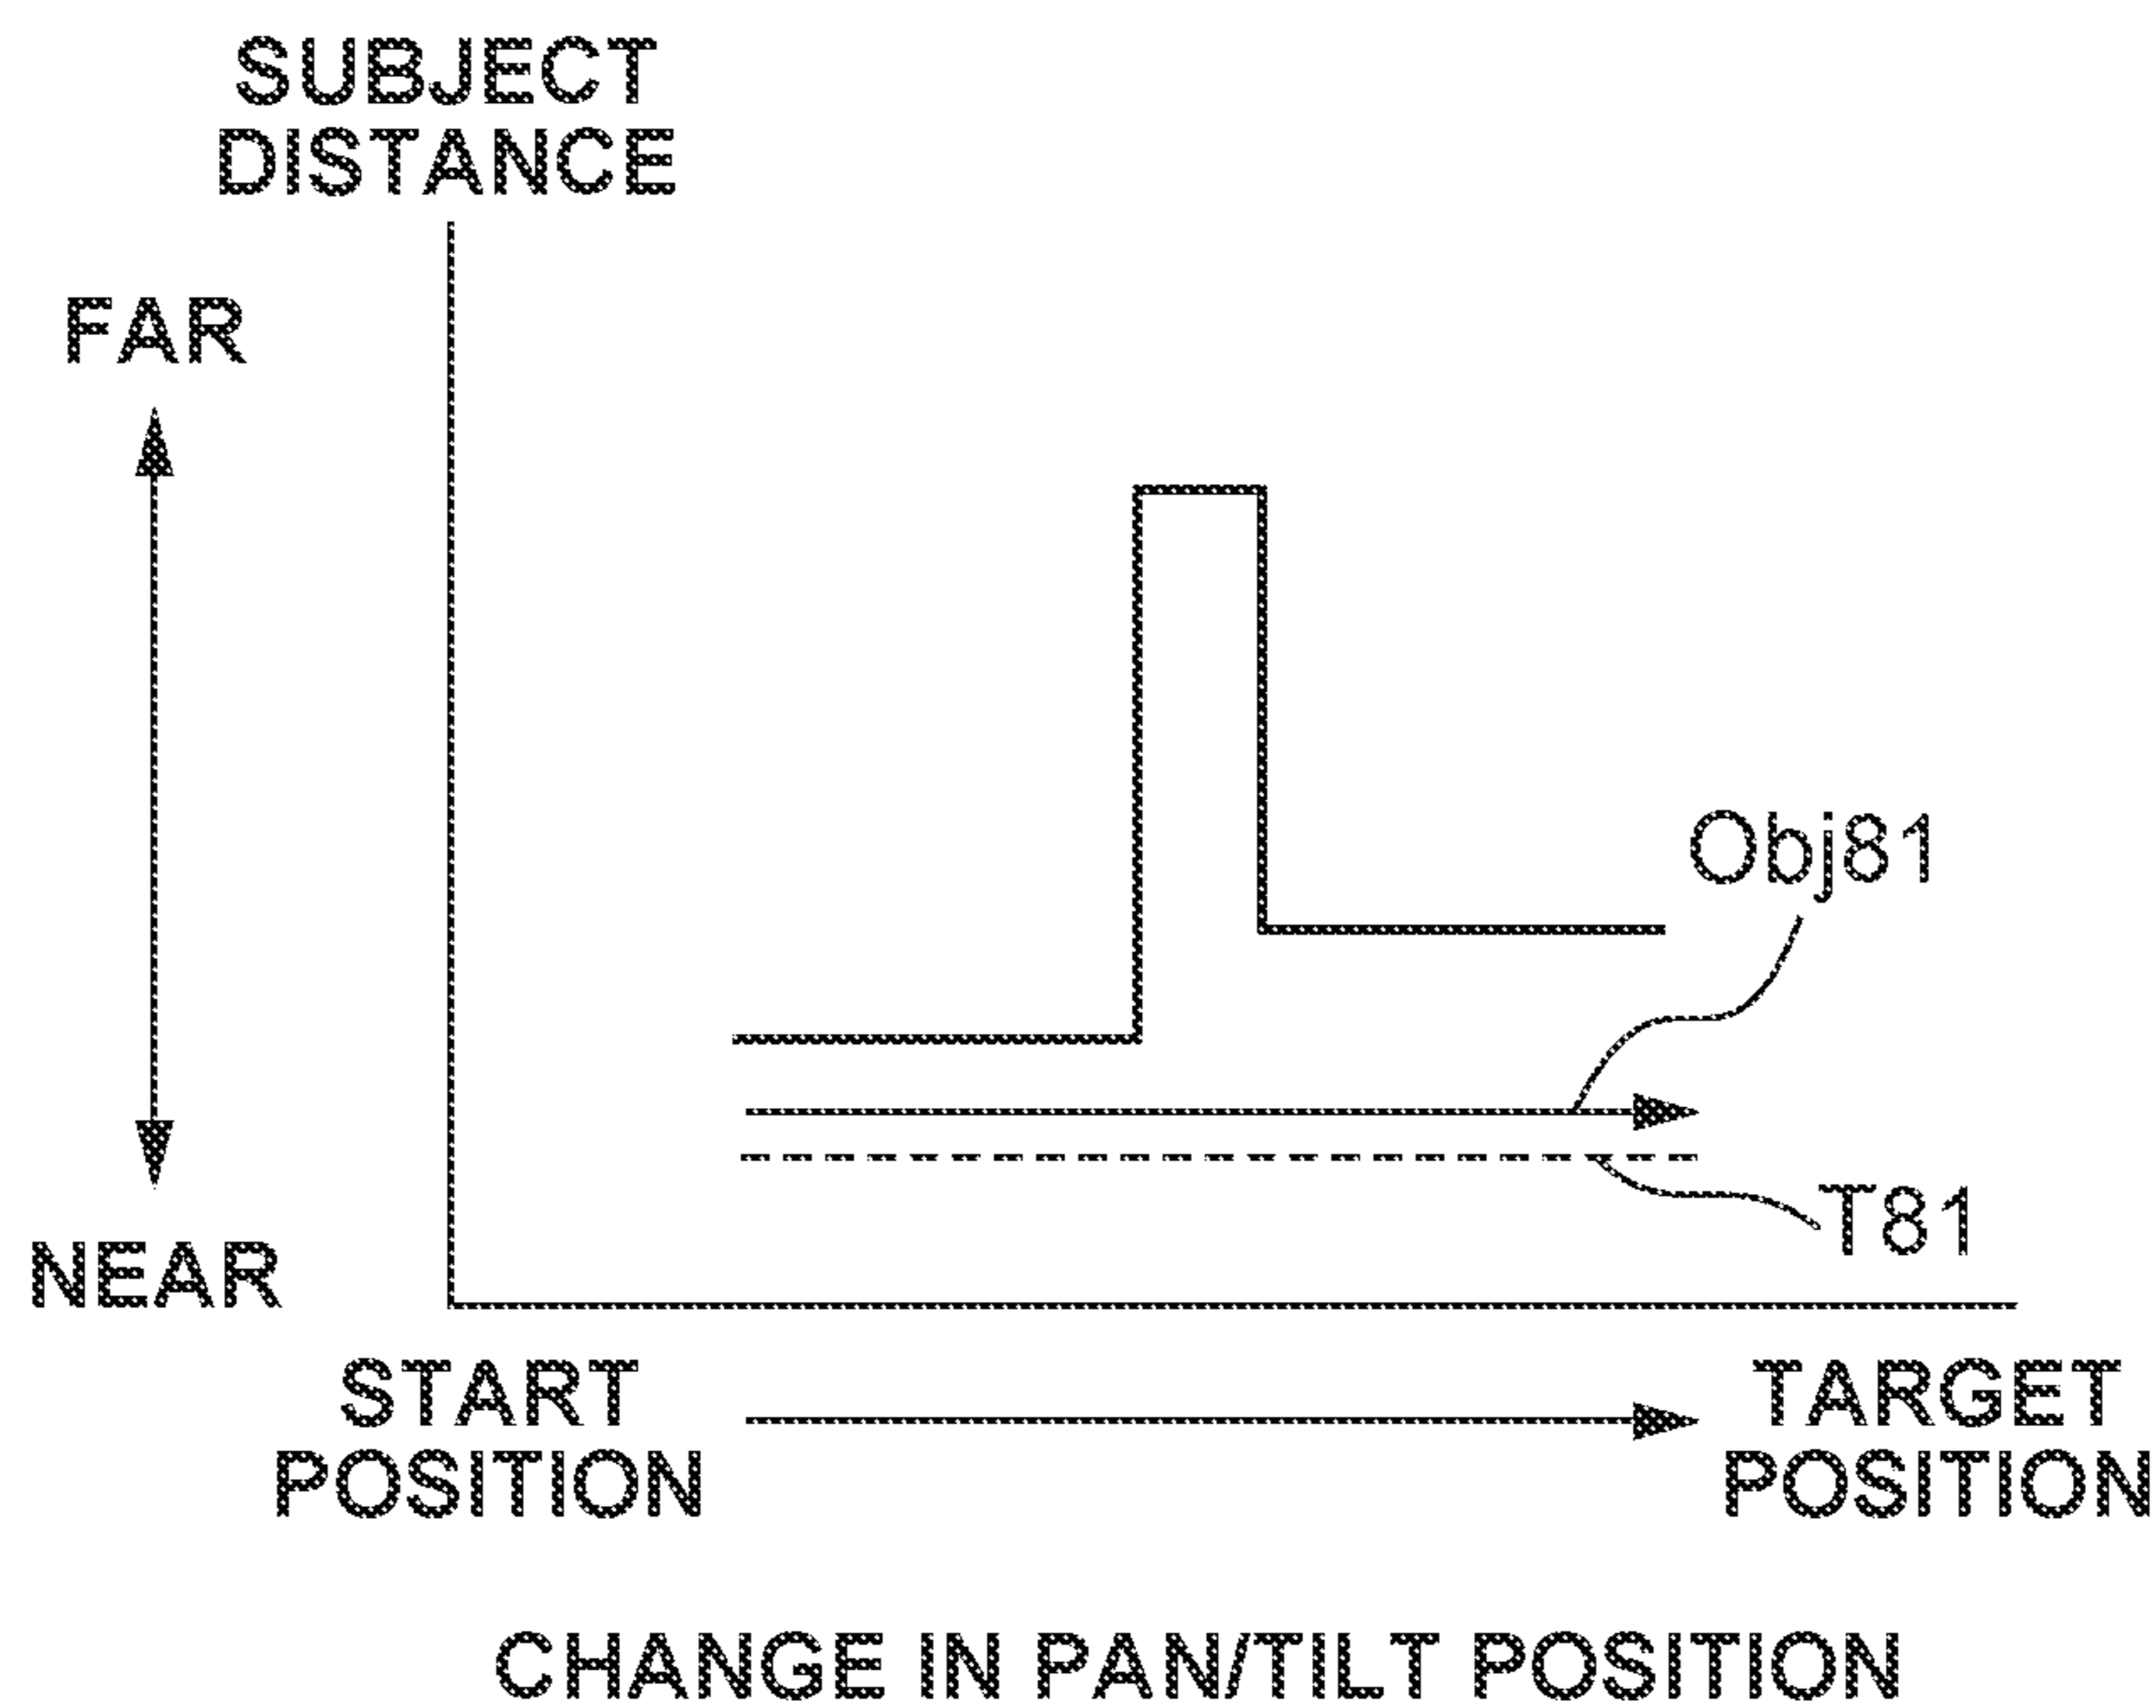 SUBJECT
DISTANCE
FAR
Obj81
T81
NEAR
START
POSITION
TARGET
POSITION
CHANGE IN PAN/TILT POSITION